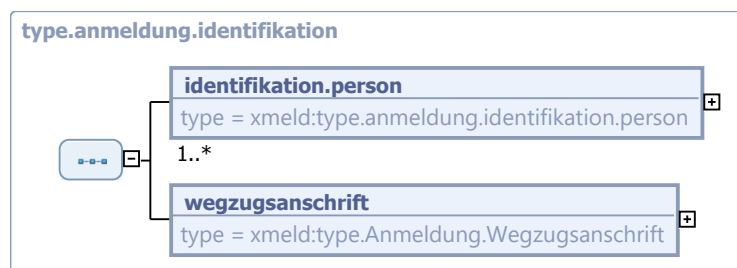 type.anmeldung.identifikation
identifikation.person
type = xmeld:type.anmeldung.identifikation.person
1..*
wegzugsanschrift
type = xmeld:type.Anmeldung.Wegzugsanschrift